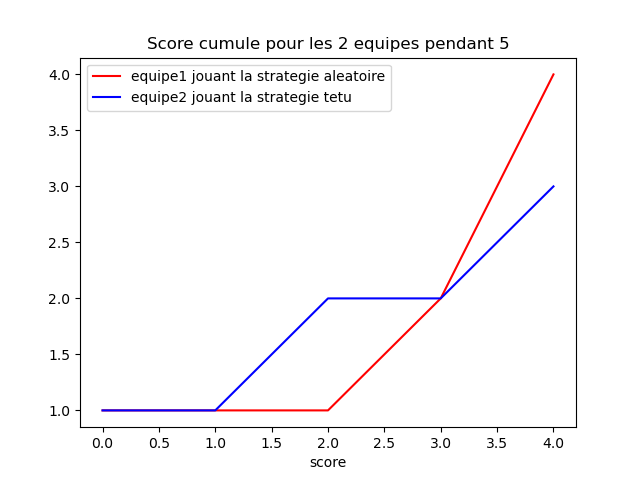 Score cumule pour les 2 equipes pendant 5
equipe1 jouant la strategie aleatoire
equipe2 jouant la strategie tetu
4.0
3.5
3.0
2.5
2.0
1.5
1.0
0.0 0.5 1.0 1.5 2.0 2.5 3.0 3.5 4.0
score